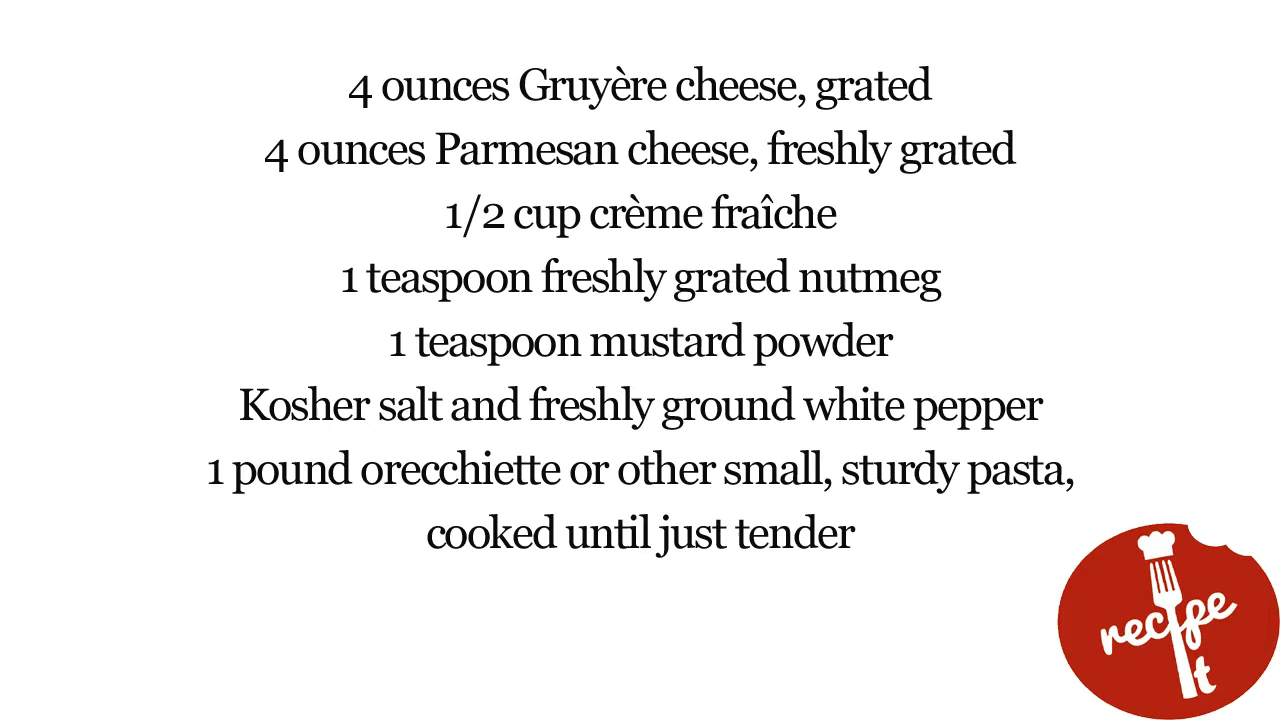 4 ounces Gruyère cheese, grated
4 ounces Parmesan cheese, freshly grated
1/2 cup crème fraîche
1 teaspoon freshly grated nutmeg
1 teaspoon mustard powder
Kosher salt and freshly ground white pepper
1 pound orecchiette or other small, sturdy pasta,
cooked until just tender
recipe
It